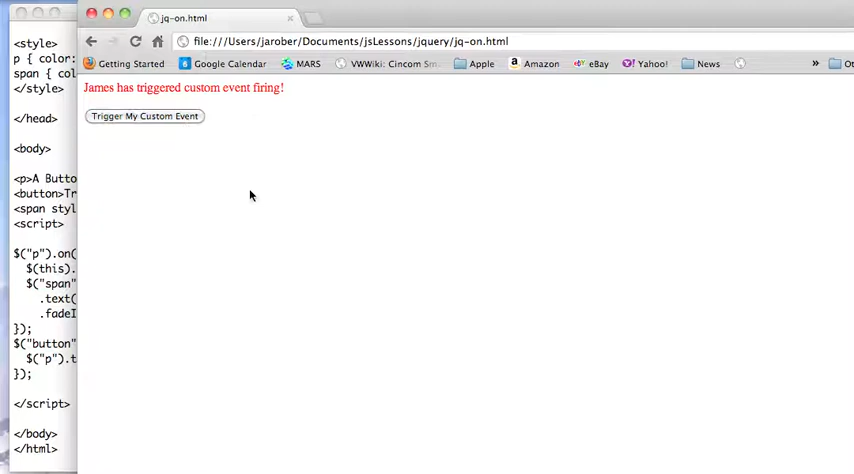 jq-on.html
file:///Users/jarober/Documents/jsLessons/jquery/jq-on.html
Getting Started
Google Calendar
MARS
VWWiki: Cincom Sm
Apple
Amazon
eBay
Yahoo!
News
»
Ot
James has triggered custom event firing!
Trigger My Custom Event
<style>
p { color:
span { col
</style>
</head>
<body>
<p>A Butt
<button>Tr
<span styl
<script>
$("p").on(
$(this).
$("span"
.text(
.fadeI
});
$("button"
$("p").t
});
</script>
</body>
</html>